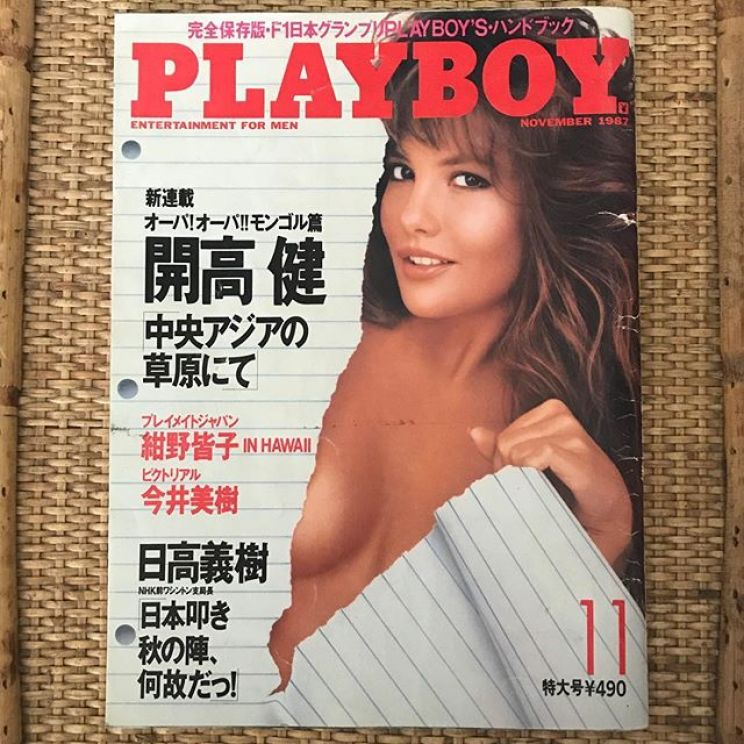 完全保存版・F1日本グランプリPLAYBOY'S・ハンドブック
PLAYBOY
ENTERTAINMENT FOR MEN
NOVEMBER 1987
新連載
オーパ!オーパ!!モンゴル篇
開高 健
「中央アジアの
草原にて」
プレイメイトジャパン
紺野皆子 IN HAWAII
ピクトリアル
今井美樹
日高義樹
NHK前ワシントン支局長
「日本叩き
秋の陣、
何故だっ!」
11
特大号¥490